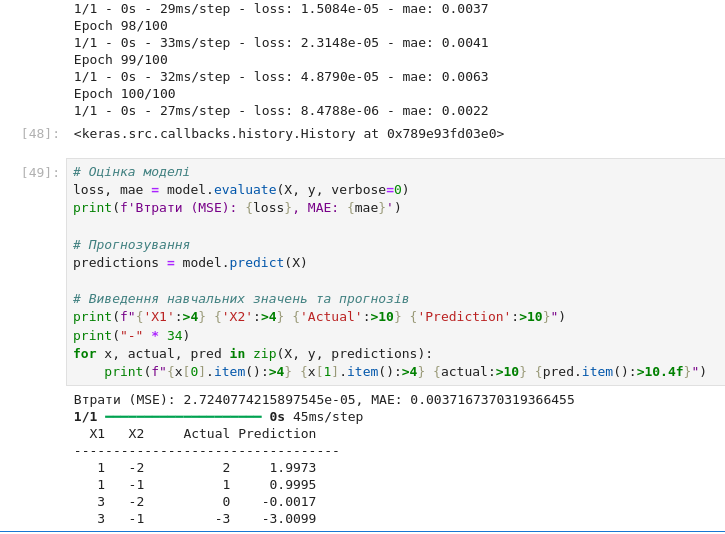 1/1 - 0s - 29ms/step - loss: 1.5084e-05 - mae: 0.0037
Epoch 98/100
1/1 - 0s - 33ms/step - loss: 2.3148e-05 - mae: 0.0041
Epoch 99/100
1/1 - 0s - 32ms/step - loss: 4.8790e-05 - mae: 0.0063
Epoch 100/100
1/1 - 0s - 27ms/step - loss: 8.4788e-06 - mae: 0.0022
[48]: <keras.src.callbacks.history.History at 0x789e93fd03e0>
[49]: # Оцінка моделі
loss, mae = model.evaluate(X, y, verbose=0)
print(f'Втрати (MSE): {loss}, MAE: {mae}')
# Прогнозування
predictions = model.predict(X)
# Виведення навчальних значень та прогнозів
print(f"{'X1':>4} {'X2':>4} {'Actual':>10} {'Prediction':>10}")
print("-" * 34)
for x, actual, pred in zip(X, y, predictions):
    print(f"{x[0].item():>4} {x[1].item():>4} {actual:>10} {pred.item():>10.4f}")
Втрати (MSE): 2.7240774215897545e-05, MAE: 0.0037167370319366455
1/1 ━━━━━━━━━━━━━━━━━━━━ 0s 45ms/step
  X1   X2     Actual Prediction
----------------------------------
   1   -2          2     1.9973
   1   -1          1     0.9995
   3   -2          0    -0.0017
   3   -1         -3    -3.0099